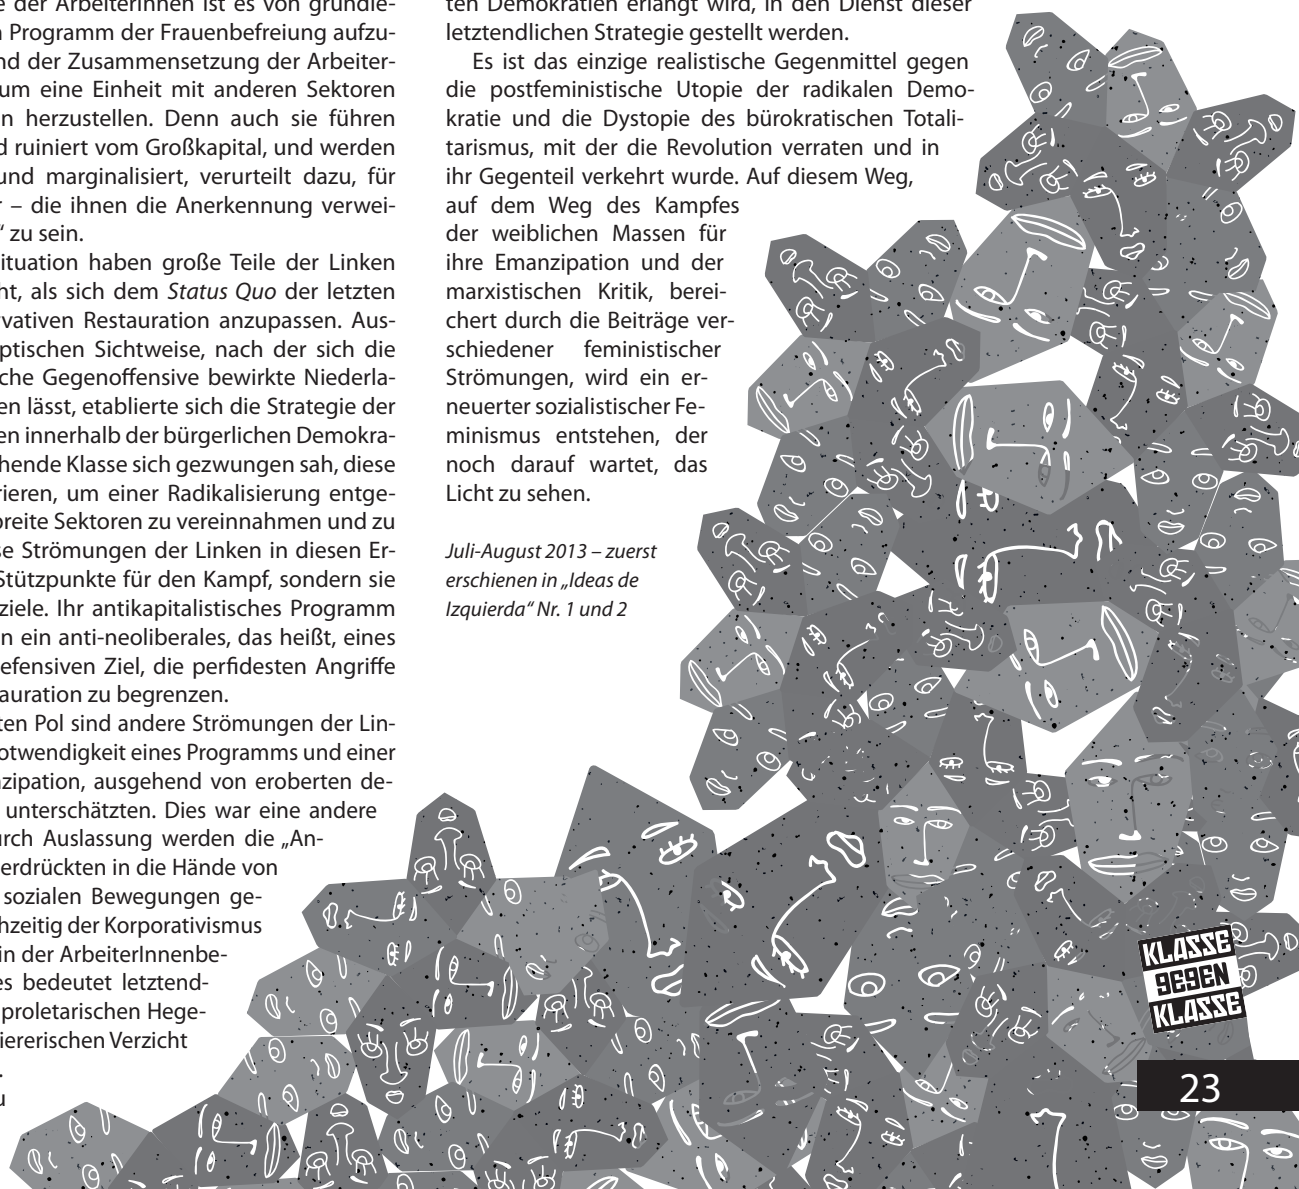 e der ArbeiterInnen ist es von grundle-
n Programm der Frauenbefreiung aufzu-
nd der Zusammensetzung der Arbeiter-
um eine Einheit mit anderen Sektoren
n herzustellen. Denn auch sie führen
d ruiniert vom Großkapital, und werden
und marginalisiert, verurteilt dazu, für
r – die ihnen die Anerkennung verwei-
“ zu sein.
ituation haben große Teile der Linken
ht, als sich dem Status Quo der letzten
rvativen Restauration anzupassen. Aus-
ptischen Sichtweise, nach der sich die
che Gegenoffensive bewirkte Niederla-
en lässt, etablierte sich die Strategie der
en innerhalb der bürgerlichen Demokra-
hende Klasse sich gezwungen sah, diese
rieren, um einer Radikalisierung entge-
breite Sektoren zu vereinnahmen und zu
se Strömungen der Linken in diesen Er-
Stützpunkte für den Kampf, sondern sie
ziele. Ihr antikapitalistisches Programm
n ein anti-neoliberales, das heißt, eines
efensiven Ziel, die perfidesten Angriffe
auration zu begrenzen.
ten Pol sind andere Strömungen der Lin-
otwendigkeit eines Programms und einer
nzipation, ausgehend von eroberten de-
unterschätzten. Dies war eine andere
urch Auslassung werden die „An-
erdrückten in die Hände von
sozialen Bewegungen ge-
hzeitig der Korporativismus
in der ArbeiterInnenbe-
es bedeutet letztend-
proletarischen Hege-
iererischen Verzicht
.
u
ten Demokratien erlangt wird, in den Dienst dieser
letztendlichen Strategie gestellt werden.
Es ist das einzige realistische Gegenmittel gegen
die postfeministische Utopie der radikalen Demo-
kratie und die Dystopie des bürokratischen Totali-
tarismus, mit der die Revolution verraten und in
ihr Gegenteil verkehrt wurde. Auf diesem Weg,
auf dem Weg des Kampfes
der weiblichen Massen für
ihre Emanzipation und der
marxistischen Kritik, berei-
chert durch die Beiträge ver-
schiedener feministischer
Strömungen, wird ein er-
neuerter sozialistischer Fe-
minismus entstehen, der
noch darauf wartet, das
Licht zu sehen.
Juli-August 2013 – zuerst
erschienen in „Ideas de
Izquierda“ Nr. 1 und 2
KLASSE
GEGEN
KLASSE
23